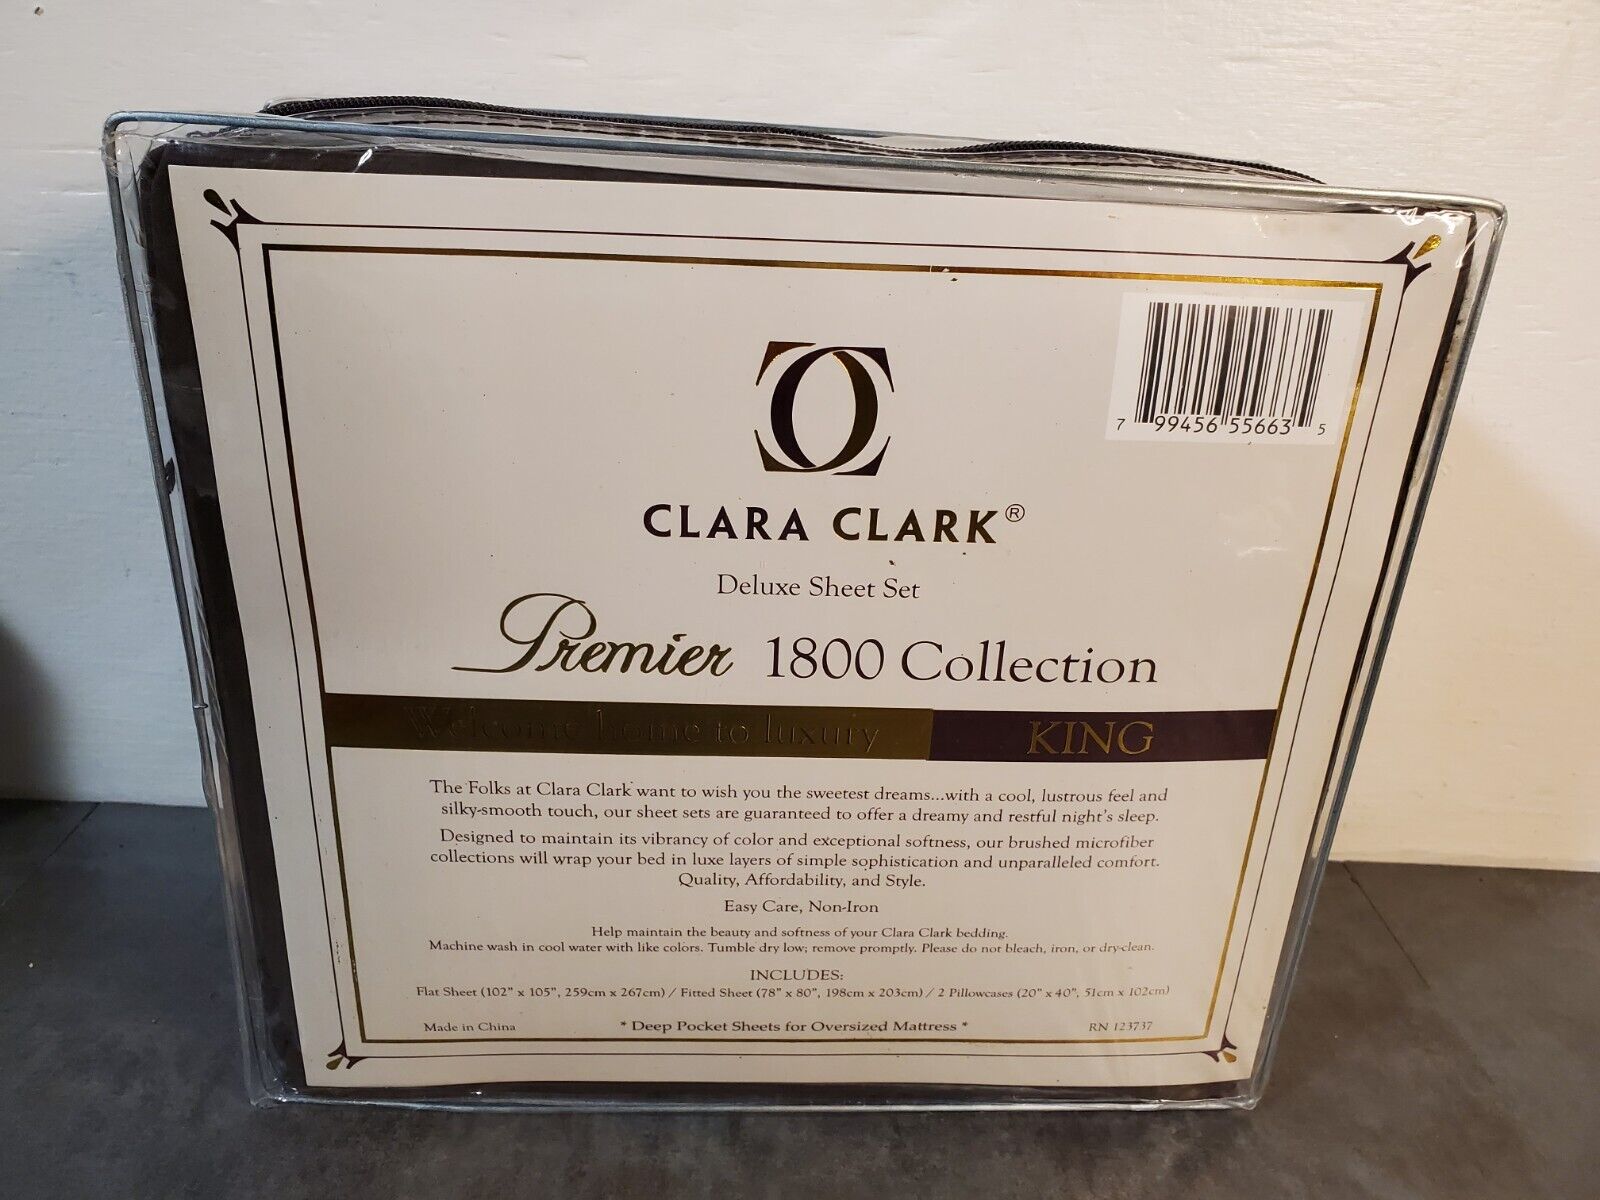 7 99456 55663 5
CLARA CLARK®
Deluxe Sheet Set
Premier 1800 Collection
Welcome home to luxury KING
The Folks at Clara Clark want to wish you the sweetest dreams...with a cool, lustrous feel and
silky-smooth touch, our sheet sets are guaranteed to offer a dreamy and restful night's sleep.
Designed to maintain its vibrancy of color and exceptional softness, our brushed microfiber
collections will wrap your bed in luxe layers of simple sophistication and unparalleled comfort.
Quality, Affordability, and Style.
Easy Care, Non-Iron
Help maintain the beauty and softness of your Clara Clark bedding.
Machine wash in cool water with like colors. Tumble dry low; remove promptly. Please do not bleach, iron, or dry-clean.
INCLUDES:
Flat Sheet (102" x 105", 259cm x 267cm) / Fitted Sheet (78" x 80", 198cm x 203cm) / 2 Pillowcases (20" x 40", 51cm x 102cm)
Made in China * Deep Pocket Sheets for Oversized Mattress * RN 123737